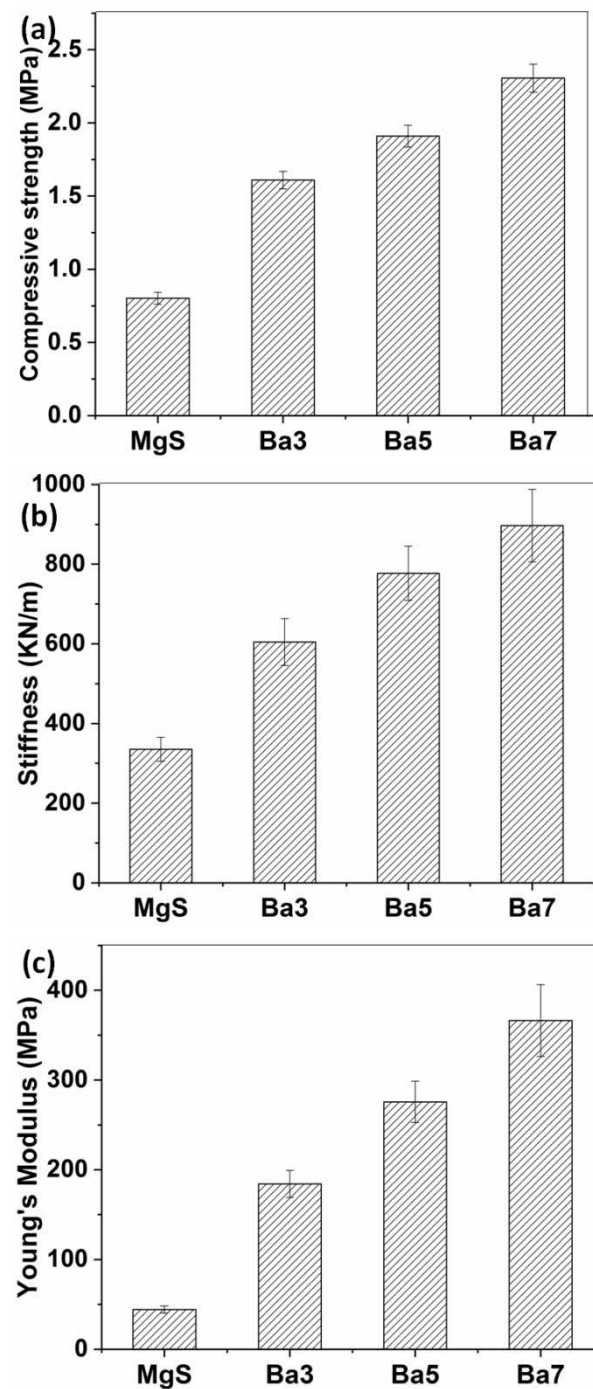 (a)
Compressive strength (MPa)
2.5
2.0
1.5
1.0
0.5
0.0
MgS Ba3 Ba5 Ba7
(b)
Stiffness (KN/m)
1000
800
600
400
200
0
MgS Ba3 Ba5 Ba7
(c)
Young's Modulus (MPa)
400
300
200
100
0
MgS Ba3 Ba5 Ba7